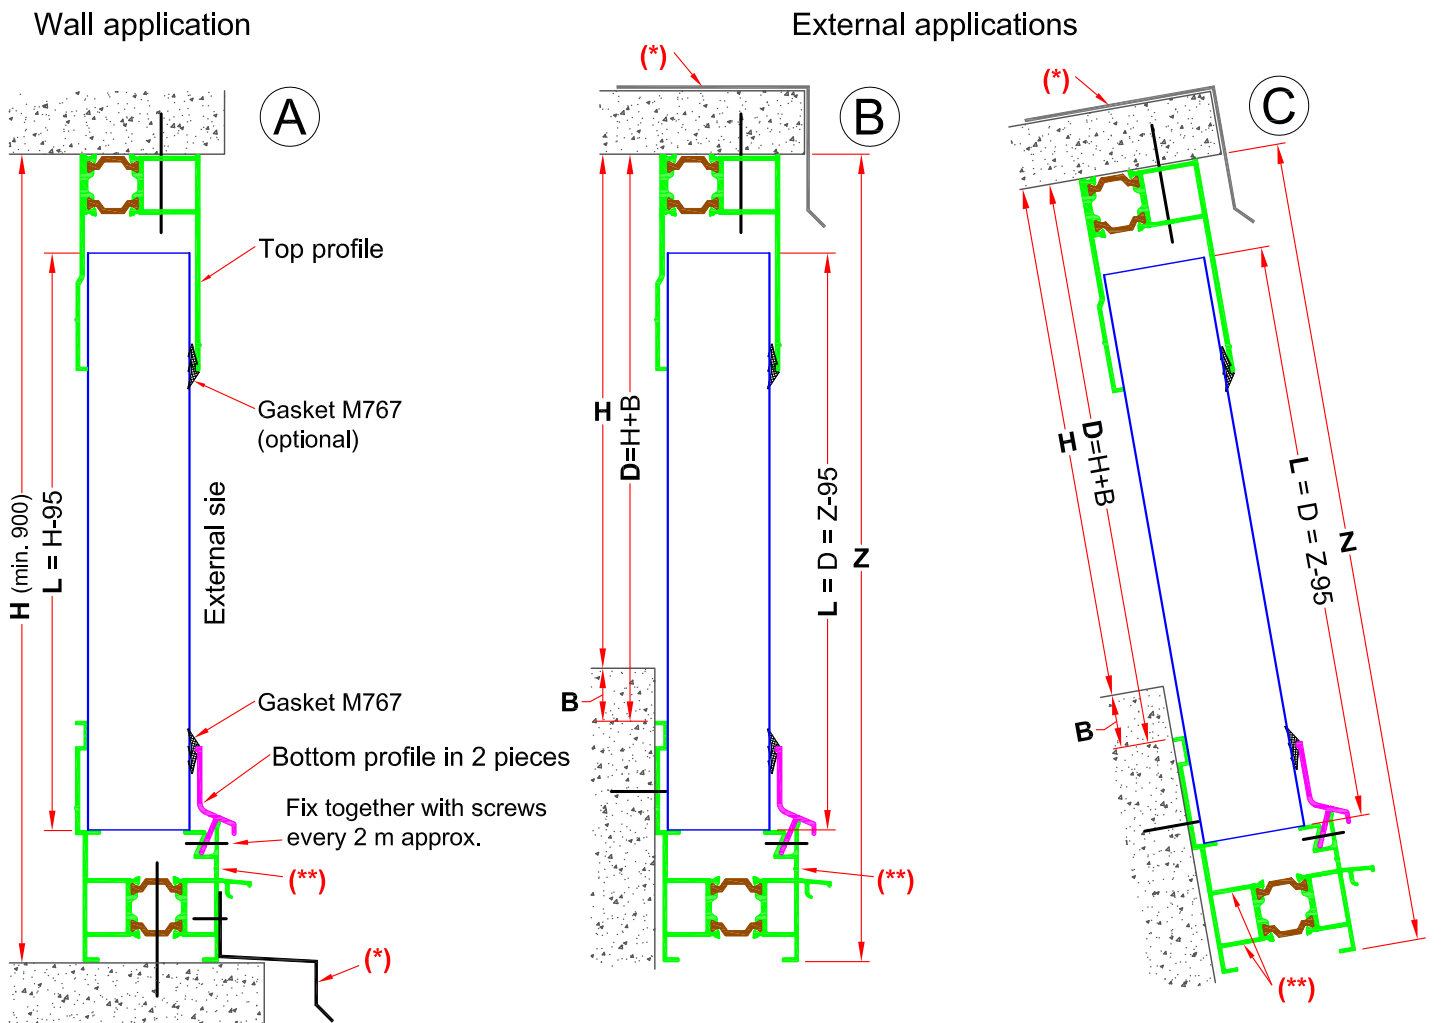 Wall application
External applications
(*)
(*)
A
B
C
Top profile
Gasket M767
(optional)
H (min. 900)
L = H-95
External sie
Gasket M767
Bottom profile in 2 pieces
Fix together with screws
every 2 m approx.
(**)
(*)
H
D=H+B
B
L = D = Z-95
Z
(**)
H
D=H+B
B
L = D = Z-95
Z
(**)